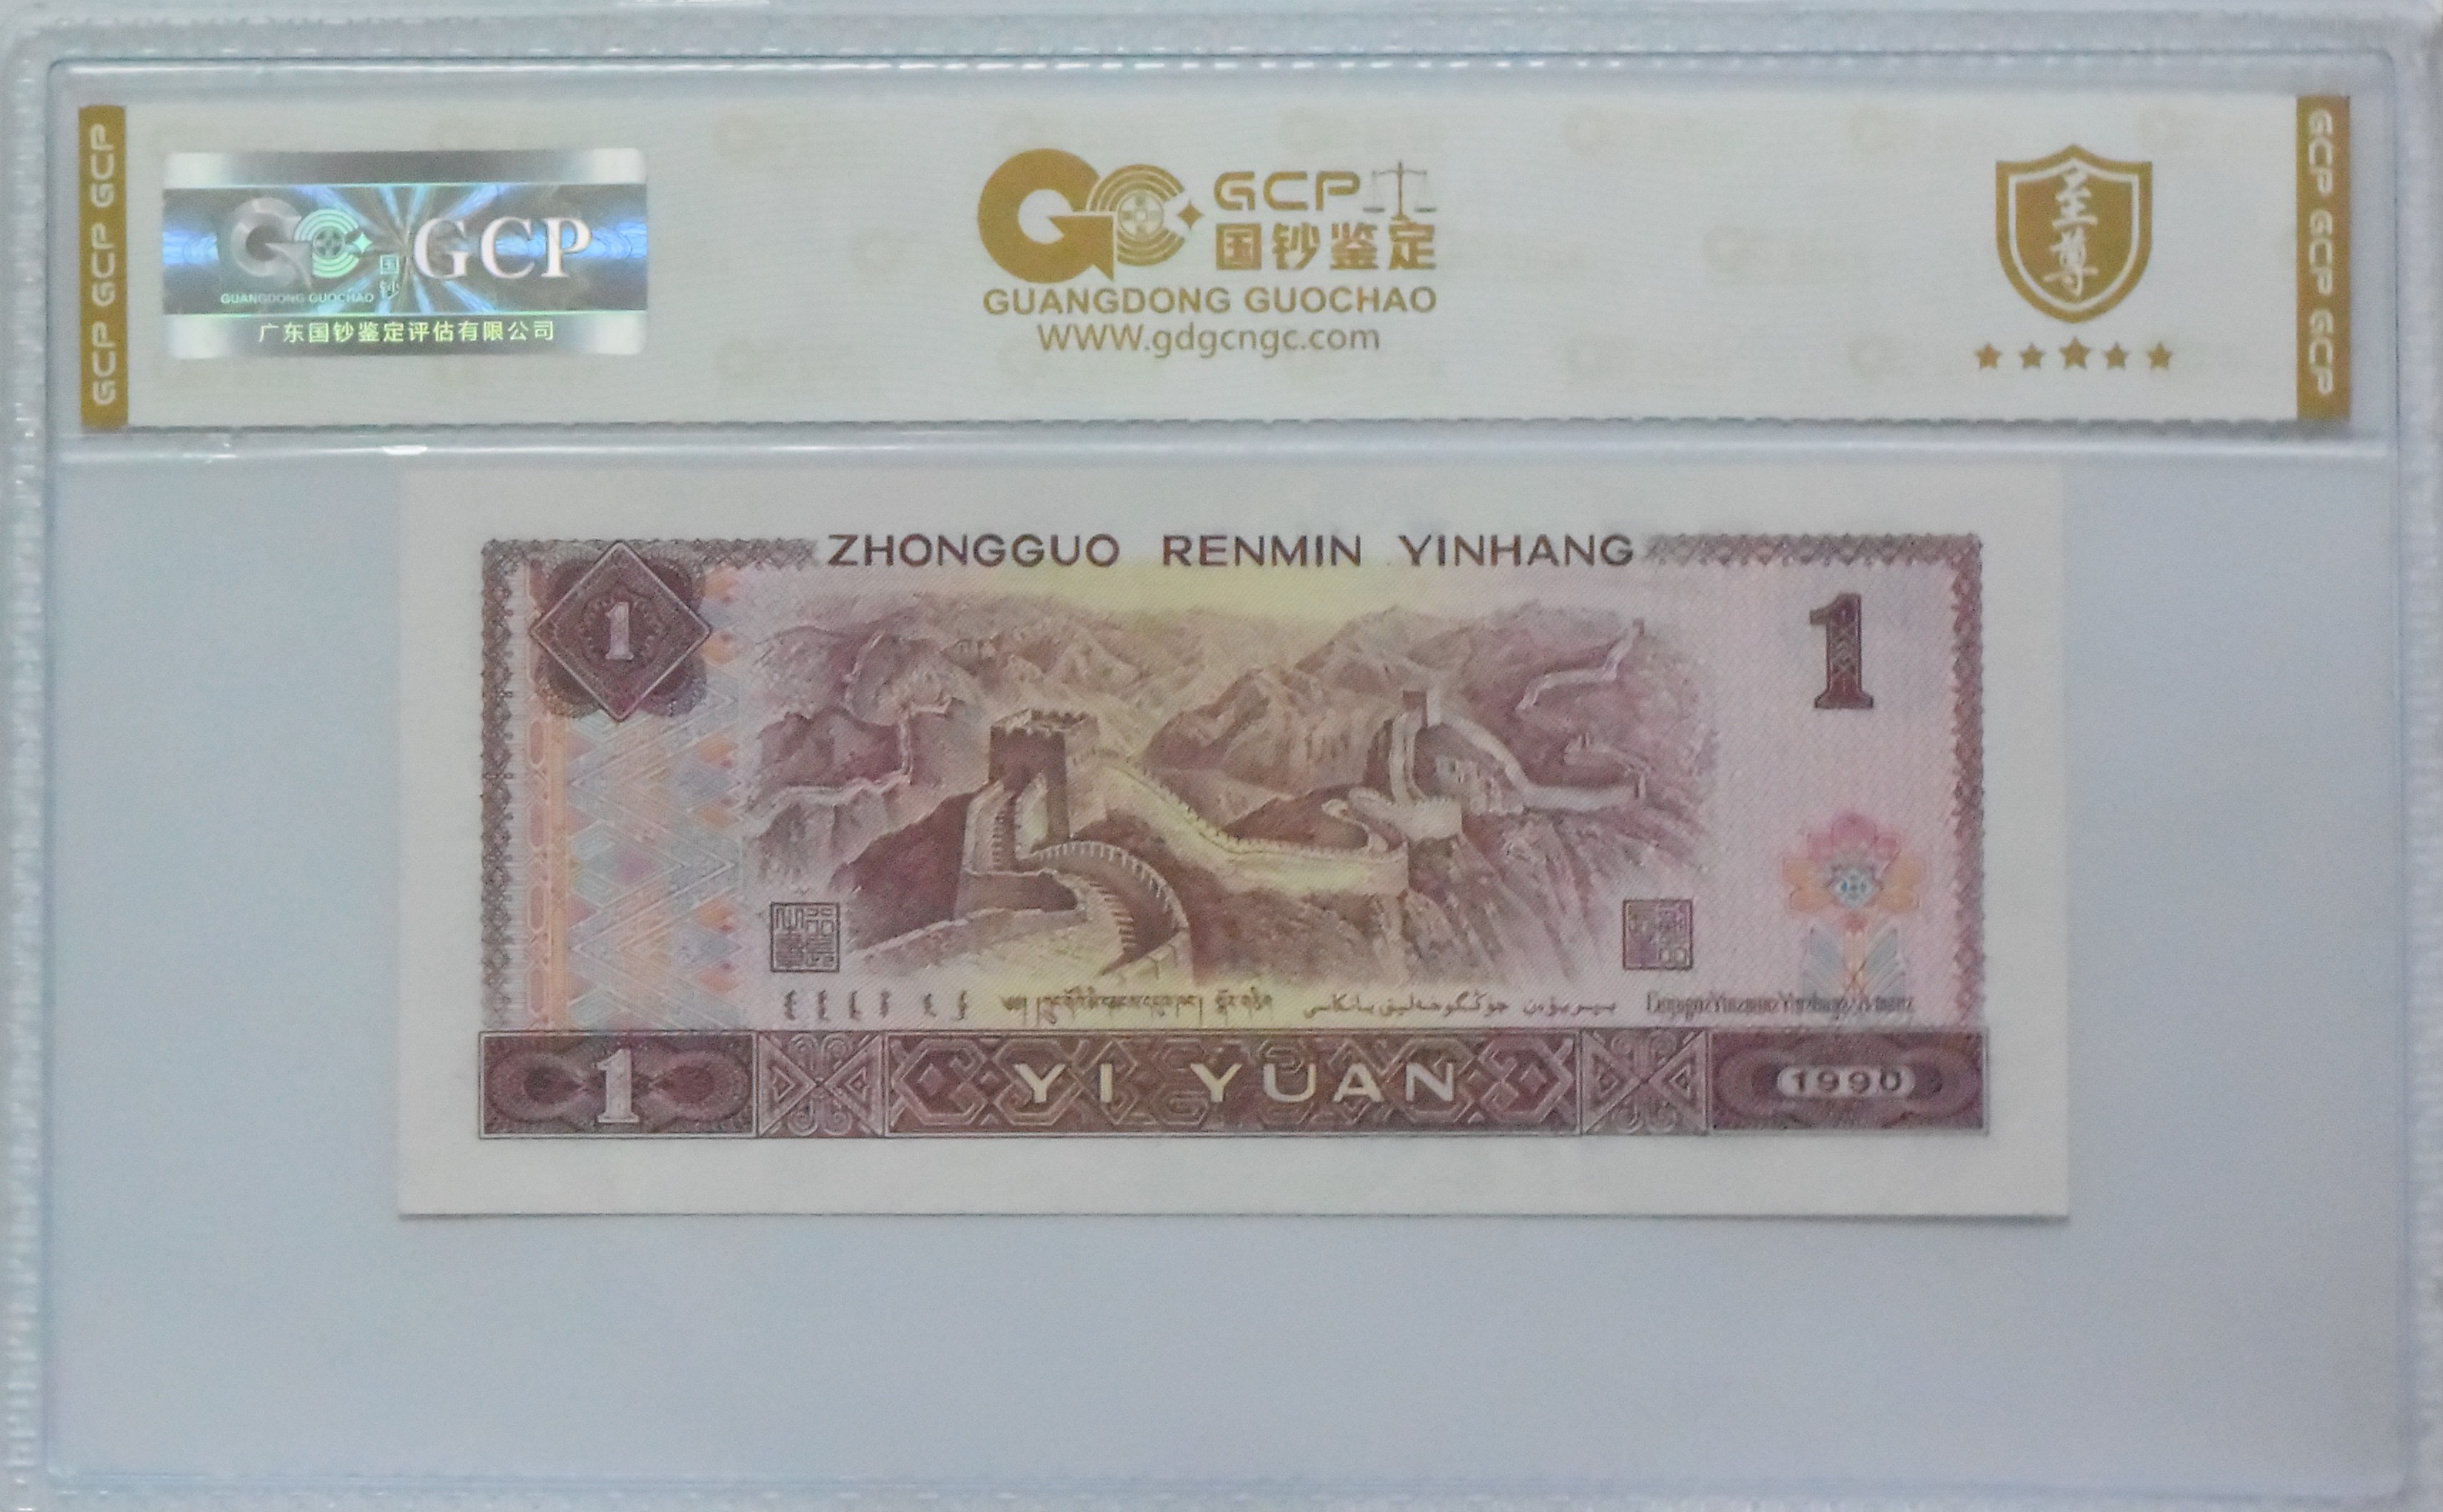 GCP GCP GCP
国钞
GCP
GUANGDONG GUOCHAO
广东国钞鉴定评估有限公司
GCP
国钞鉴定
GUANGDONG GUOCHAO
WWW.gdgcngc.com
至尊
GCP GCP GCP
ZHONGGUO RENMIN YINHANG
1
1
1
YI YUAN
1990